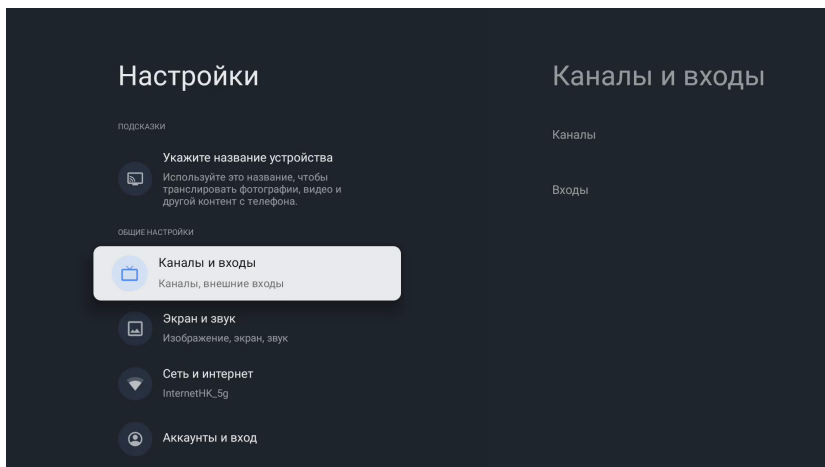 Настройки
ПОДСКАЗКИ
Укажите название устройства
Используйте это название, чтобы
транслировать фотографии, видео и
другой контент с телефона.
ОБЩИЕ НАСТРОЙКИ
Каналы и входы
Каналы, внешние входы
Экран и звук
Изображение, экран, звук
Сеть и интернет
InternetHK_5g
Аккаунты и вход
Каналы и входы
Каналы
Входы